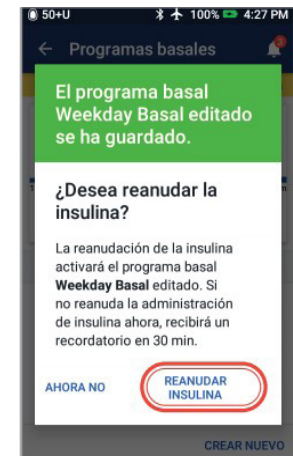 50+U 100% 4:27 PM
Programas basales
3
El programa basal
Weekday Basal editado
se ha guardado.
¿Desea reanudar la
insulina?
La reanudación de la insulina
activará el programa basal
Weekday Basal editado. Si
no reanuda la administración
de insulina ahora, recibirá un
recordatorio en 30 min.
AHORA NO
REANUDAR
INSULINA
CREAR NUEVO